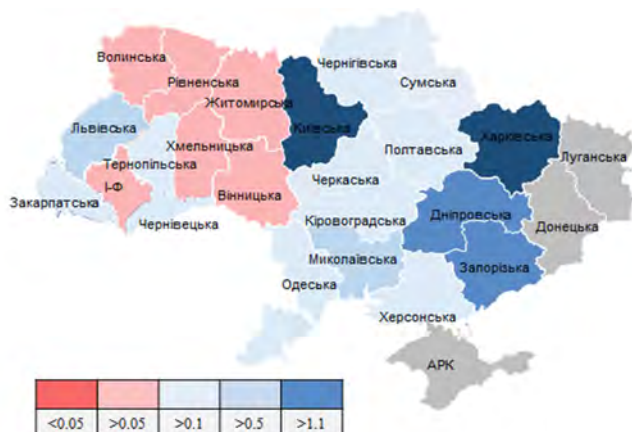 Волинська
Рівненська
Житомирська
Київська
Чернігівська
Сумська
Львівська
Хмельницька
Тернопільська
І-Ф
Закарпатська
Чернівецька
Вінницька
Черкаська
Полтавська
Харківська
Луганська
Донецька
Дніпровська
Кіровоградська
Миколаївська
Запорізька
Одеська
Херсонська
АРК
<0.05 >0.05 >0.1 >0.5 >1.1